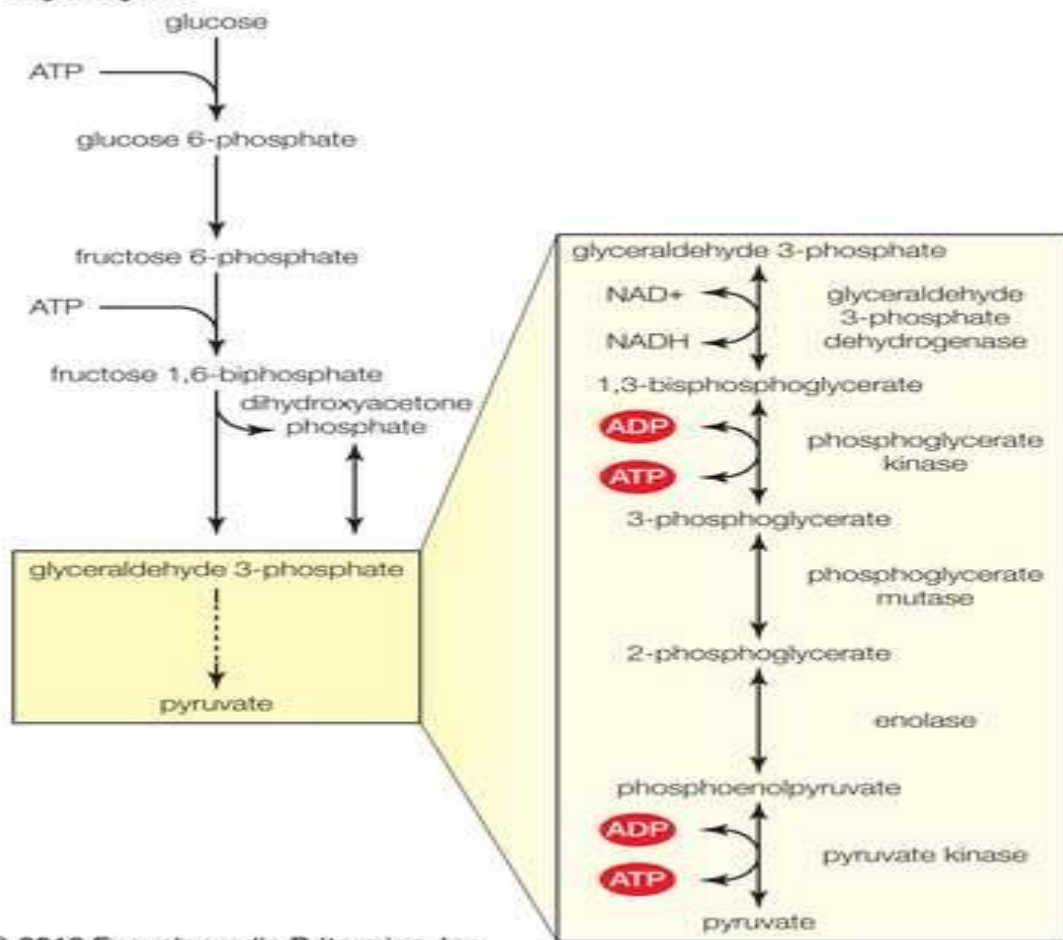 glucose
ATP
glucose 6-phosphate
fructose 6-phosphate
ATP
fructose 1,6-biphosphate
dihydroxyacetone
phosphate
glyceraldehyde 3-phosphate
pyruvate
glyceraldehyde 3-phosphate
NAD+
NADH
glyceraldehyde
3-phosphate
dehydrogenase
1,3-bisphosphoglycerate
ADP
ATP
phosphoglycerate
kinase
3-phosphoglycerate
phosphoglycerate
mutase
2-phosphoglycerate
enolase
phosphoenolpyruvate
ADP
ATP
pyruvate kinase
pyruvate